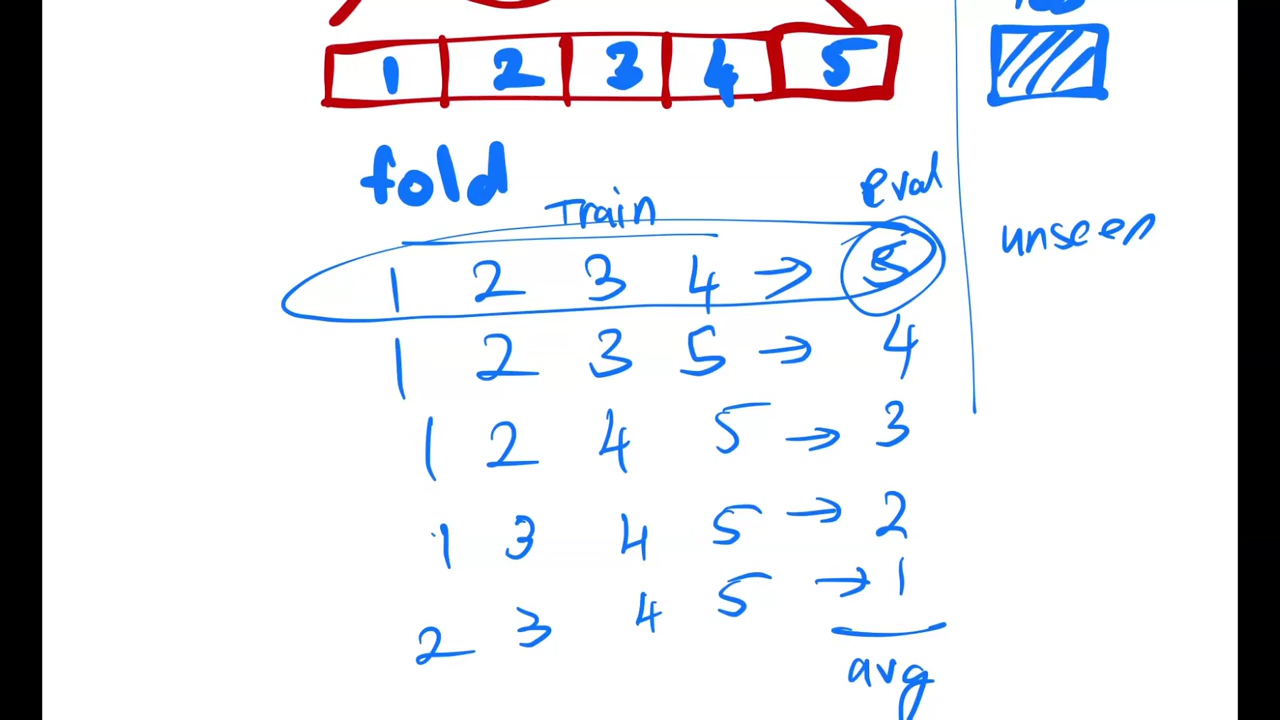 1 2 3 4 5
fold
Train eval
unseen
1 2 3 4 → 5
1 2 3 5 → 4
1 2 4 5 → 3
1 3 4 5 → 2
2 3 4 5 → 1
avg